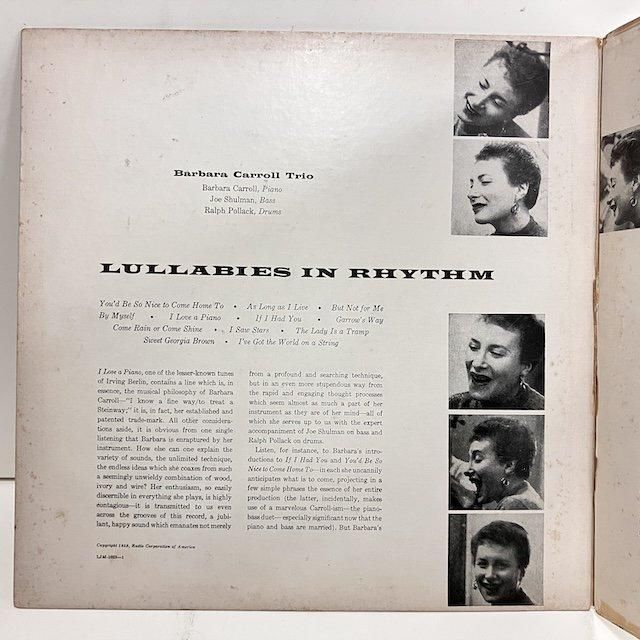 Barbara Carroll Trio
Barbara Carroll, Piano
Joe Shulman, Bass
Ralph Pollack, Drums
LULLABIES IN RHYTHM
You'd Be So Nice to Come Home To • As Long as I Live • But Not for Me
By Myself • I Love a Piano • If I Had You • Garrow's Way
Come Rain or Come Shine • I Saw Stars • The Lady Is a Tramp
Sweet Georgia Brown • I've Got the World on a String
I Love a Piano, one of the lesser-known tunes
of Irving Berlin, contains a line which is, in
essence, the musical philosophy of Barbara
Carroll—"I know a fine way/to treat a
Steinway;" it is, in fact, her established and
patented trade-mark. All other considera-
tions aside, it is obvious from one single
listening that Barbara is enraptured by her
instrument. How else can one explain the
variety of sounds, the unlimited technique,
the endless ideas which she coaxes from such
a seemingly unwieldy combination of wood,
ivory and wire? Her enthusiasm, so easily
discernible in everything she plays, is highly
contagious—it is transmitted to us even
across the grooves of this record, a jubi-
lant, happy sound which emanates not merely
from a profound and searching technique,
but in an even more stupendous way from
the rapid and engaging thought processes
which seem almost as much a part of her
instrument as they are of her mind—all of
which she serves up to us with the expert
accompaniment of Joe Shulman on bass and
Ralph Pollack on drums.
Listen, for instance, to Barbara's intro-
ductions to If I Had You and You'd Be So
Nice to Come Home To—in each she uncannily
anticipates what is to come, projecting in a
few simple phrases the essence of her entire
production (the latter, incidentally, makes
use of a marvelous Carroll-ism—the piano-
bass duet—especially significant now that the
piano and bass are married). But Barbara's
Copyright 1955, Radio Corporation of America
LJM-1023—1